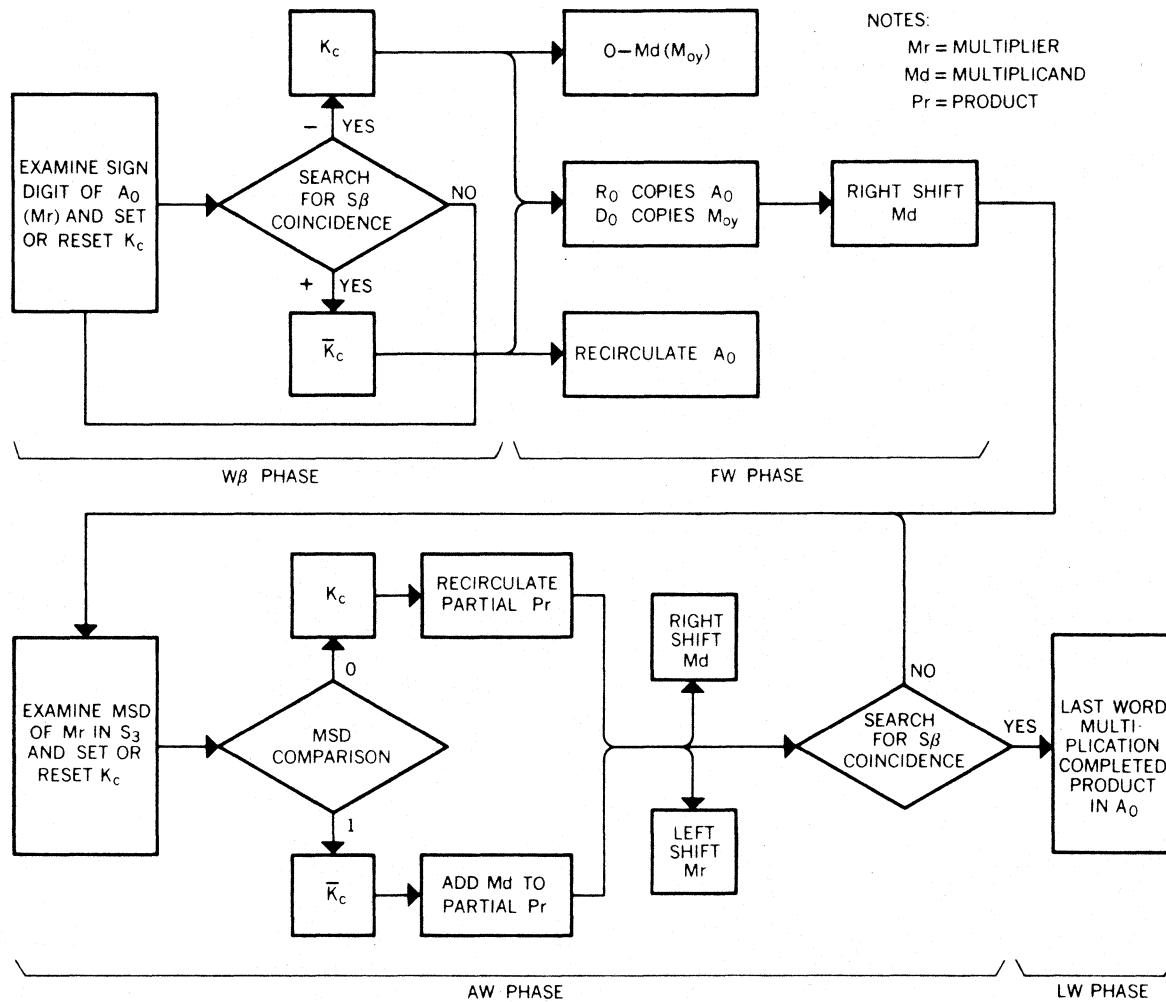 NOTES:
Mr = MULTIPLIER
Md = MULTIPLICAND
Pr = PRODUCT
EXAMINE SIGN
DIGIT OF A0
(Mr) AND SET
OR RESET Kc
SEARCH
FOR Sβ
COINCIDENCE
− YES
Kc
NO
+ YES
K̅c
O−Md(Moy)
R0 COPIES A0
D0 COPIES Moy
RIGHT SHIFT
Md
RECIRCULATE A0
Wβ PHASE
FW PHASE
EXAMINE MSD
OF Mr IN S3
AND SET OR
RESET Kc
MSD
COMPARISON
0
Kc
RECIRCULATE
PARTIAL Pr
1
K̅c
ADD Md TO
PARTIAL Pr
RIGHT
SHIFT
Md
LEFT
SHIFT
Mr
SEARCH
FOR Sβ
COINCIDENCE
NO
YES
LAST WORD
MULTI-
PLICATION
COMPLETED
PRODUCT
IN A0
AW PHASE
LW PHASE